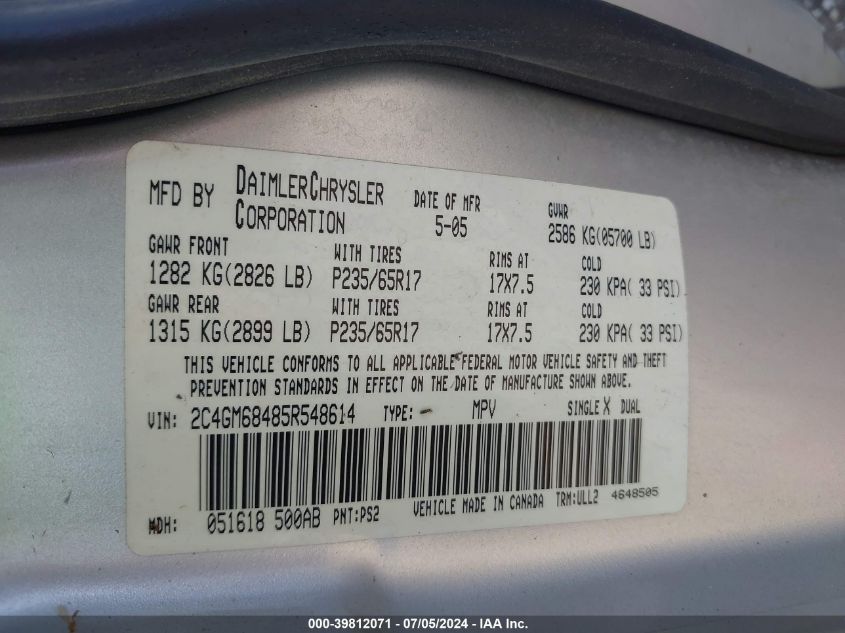 MFD BY DAIMLERCHRYSLER CORPORATION DATE OF MFR 5-05 GVWR 2586 KG(05700 LB)
GAWR FRONT WITH TIRES RIMS AT COLD
1282 KG(2826 LB) P235/65R17 17X7.5 230 KPA( 33 PSI)
GAWR REAR WITH TIRES RIMS AT COLD
1315 KG(2899 LB) P235/65R17 17X7.5 230 KPA( 33 PSI)
THIS VEHICLE CONFORMS TO ALL APPLICABLE FEDERAL MOTOR VEHICLE SAFETY AND THEFT
PREVENTION STANDARDS IN EFFECT ON THE DATE OF MANUFACTURE SHOWN ABOVE.
VIN: 2C4GM68485R548614 TYPE: - MPV SINGLE X DUAL
MDH: 051618 500AB PNT:PS2 VEHICLE MADE IN CANADA TRM:ULL2 4648505
000-39812071 - 07/05/2024 - IAA Inc.